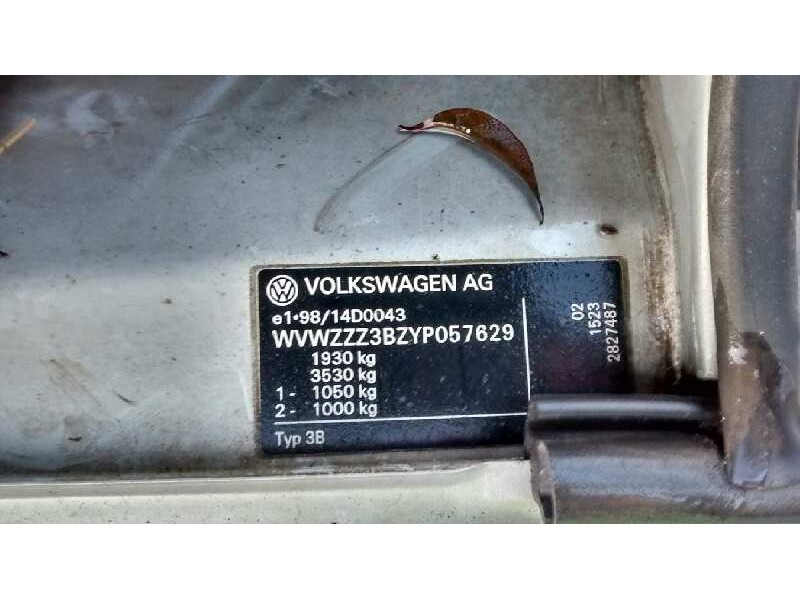 VOLKSWAGEN AG
e1*98/14D0043
WVWZZZ3BZYP057629
1930 kg
3530 kg
1 - 1050 kg
2 - 1000 kg
Typ 3B
02
1523
2827487